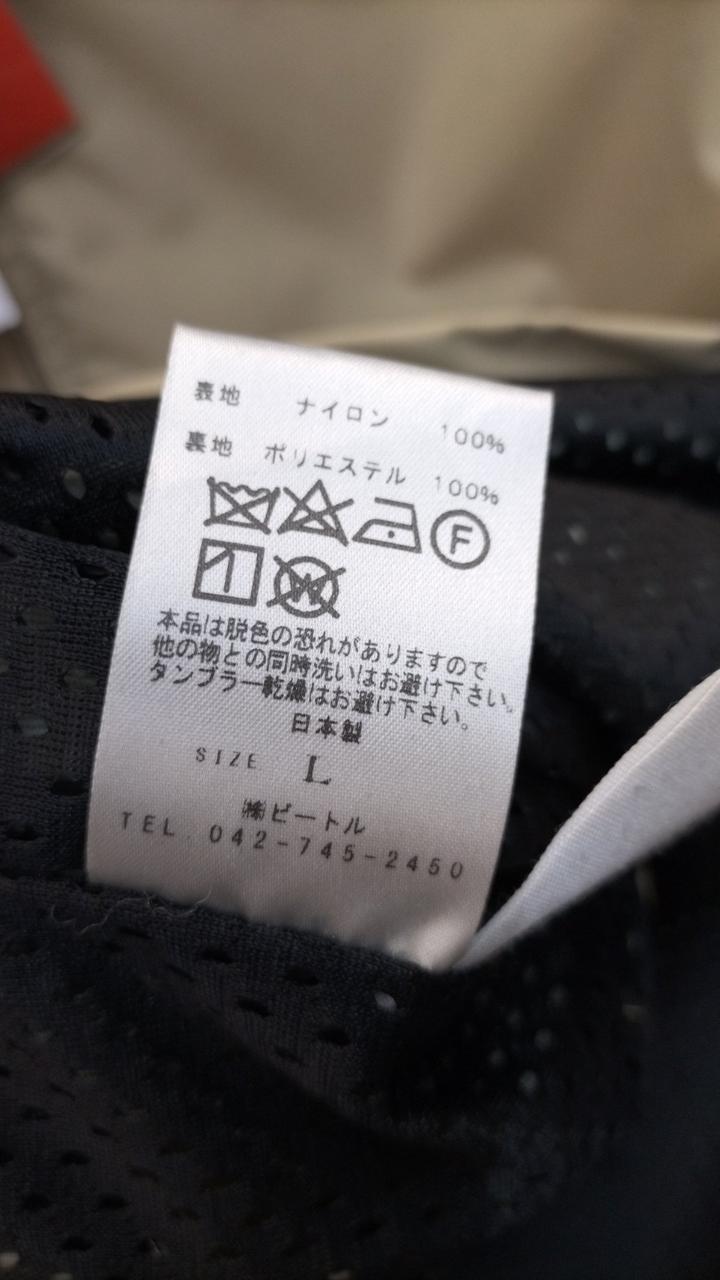 表地 ナイロン 100%
裏地 ポリエステル 100%
F
W
本品は脱色の恐れがありますので
他の物との同時洗いはお避け下さい。
タンブラー乾燥はお避け下さい。
日本製
SIZE L
㈱ビートル
TEL.042-745-2450